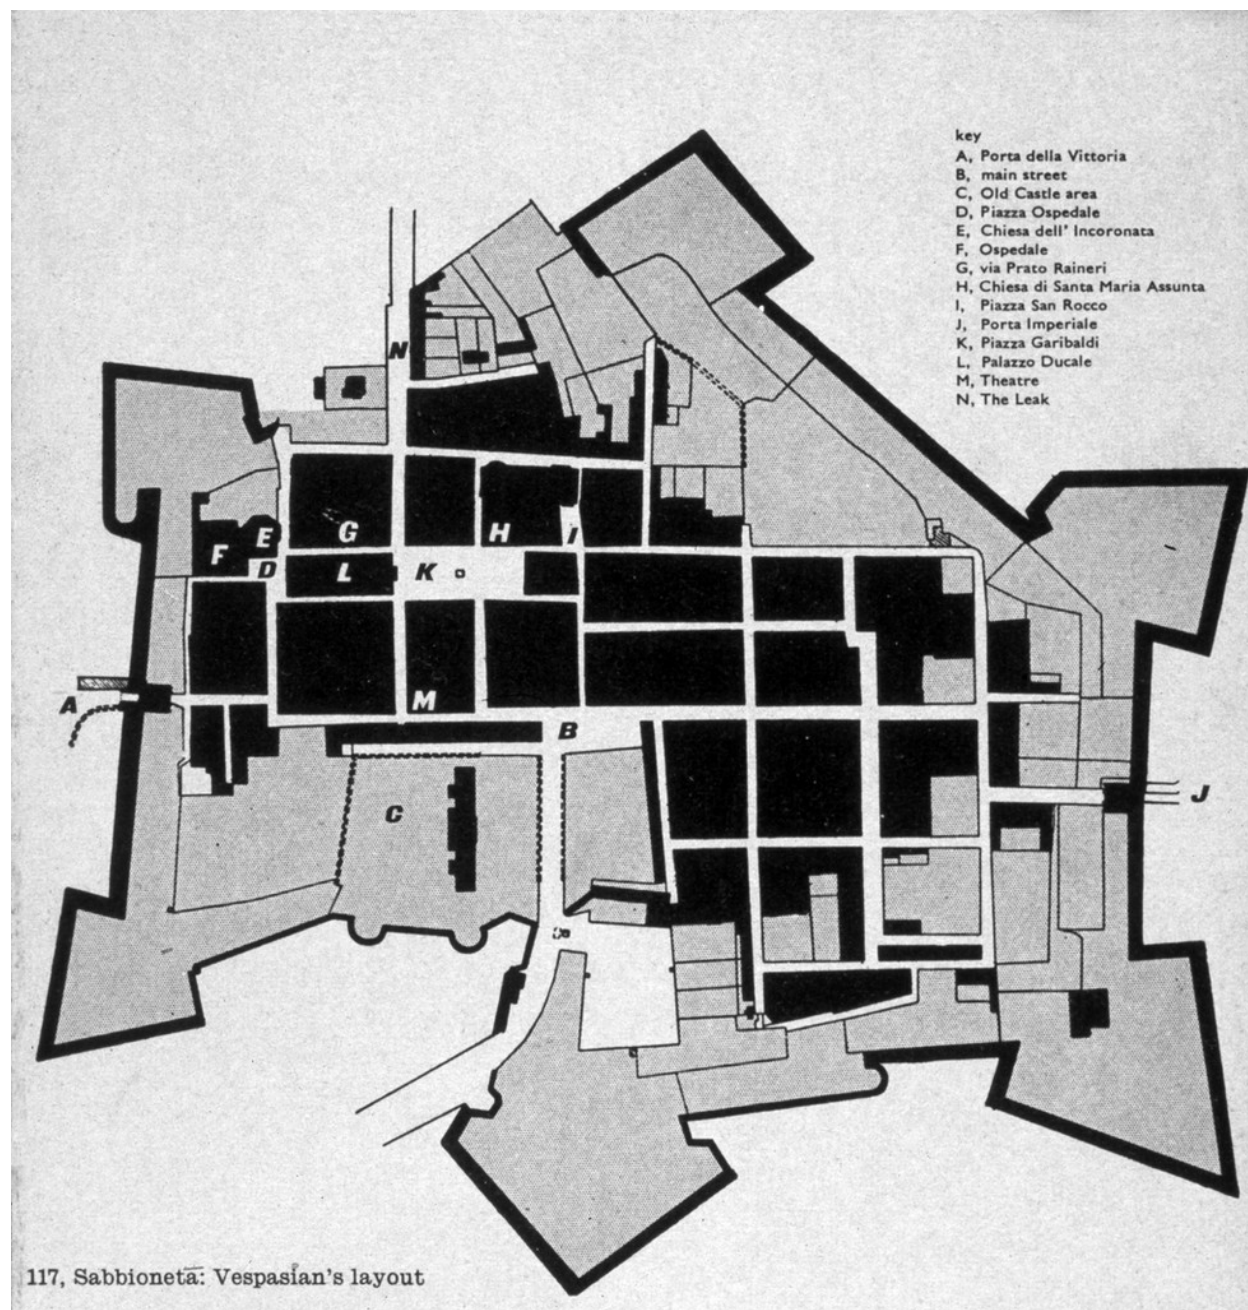 key
A, Porta della Vittoria
B, main street
C, Old Castle area
D, Piazza Ospedale
E, Chiesa dell' Incoronata
F, Ospedale
G, via Prato Raineri
H, Chiesa di Santa Maria Assunta
I, Piazza San Rocco
J, Porta Imperiale
K, Piazza Garibaldi
L, Palazzo Ducale
M, Theatre
N, The Leak
N
G
H
I
E
F
D
L
K
A
M
B
J
C
117, Sabbioneta: Vespasian's layout